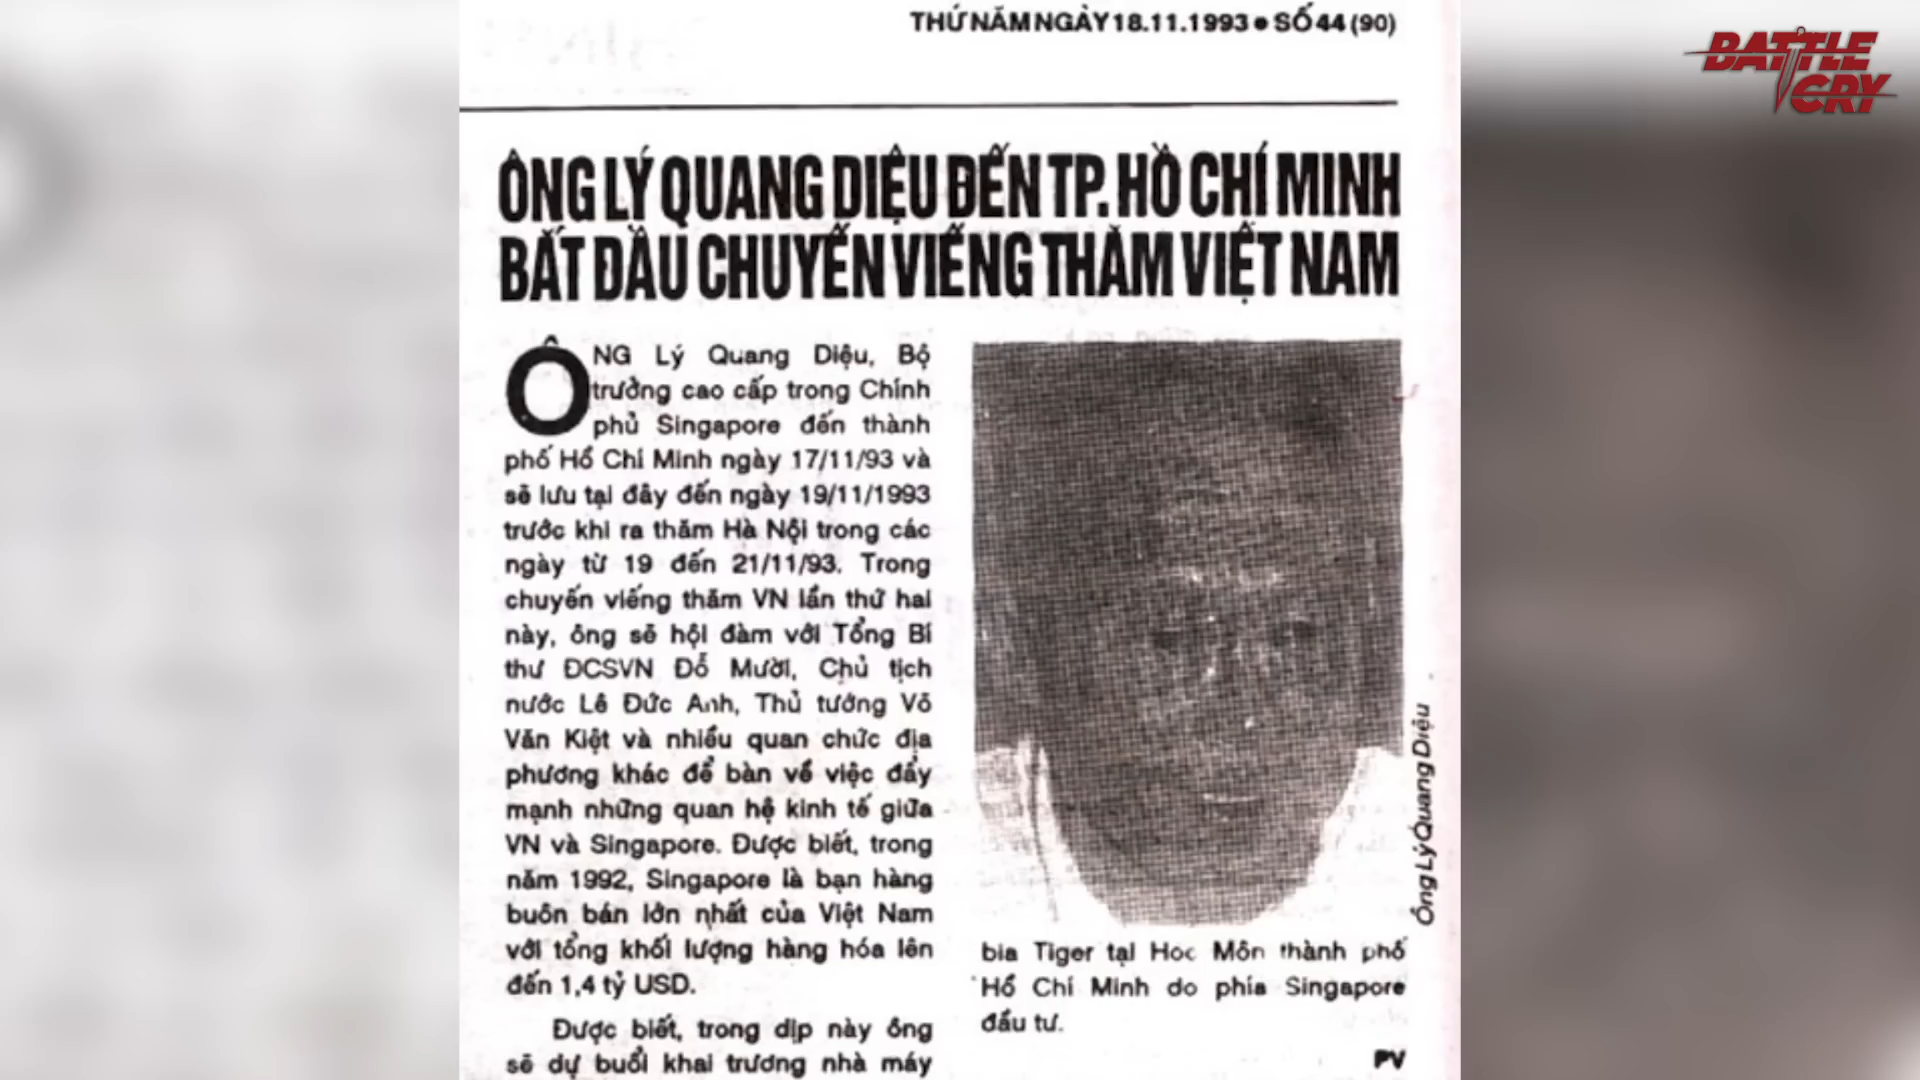 THỨ NĂM NGÀY 18.11.1993 ● SỐ 44 (90)
BATTLE
CRY
ÔNG LÝ QUANG DIỆU ĐẾN TP. HỒ CHÍ MINH
BẮT ĐẦU CHUYẾN VIẾNG THĂM VIỆT NAM
ÔNG Lý Quang Diệu, Bộ
trưởng cao cấp trong Chính
phủ Singapore đến thành
phố Hồ Chí Minh ngày 17/11/93 và
sẽ lưu tại đây đến ngày 19/11/1993
trước khi ra thăm Hà Nội trong các
ngày từ 19 đến 21/11/93. Trong
chuyến viếng thăm VN lần thứ hai
này, ông sẽ hội đàm với Tổng Bí
thư ĐCSVN Đỗ Mười, Chủ tịch
nước Lê Đức Anh, Thủ tướng Võ
Văn Kiệt và nhiều quan chức địa
phương khác để bàn về việc đẩy
mạnh những quan hệ kinh tế giữa
VN và Singapore. Được biết, trong
năm 1992, Singapore là bạn hàng
buôn bán lớn nhất của Việt Nam
với tổng khối lượng hàng hóa lên
đến 1,4 tỷ USD.
Được biết, trong dịp này ông
sẽ dự buổi khai trương nhà máy
Ông Lý Quang Diệu
bia Tiger tại Hoc Môn thành phố
Hồ Chí Minh do phía Singapore
đầu tư.
PV